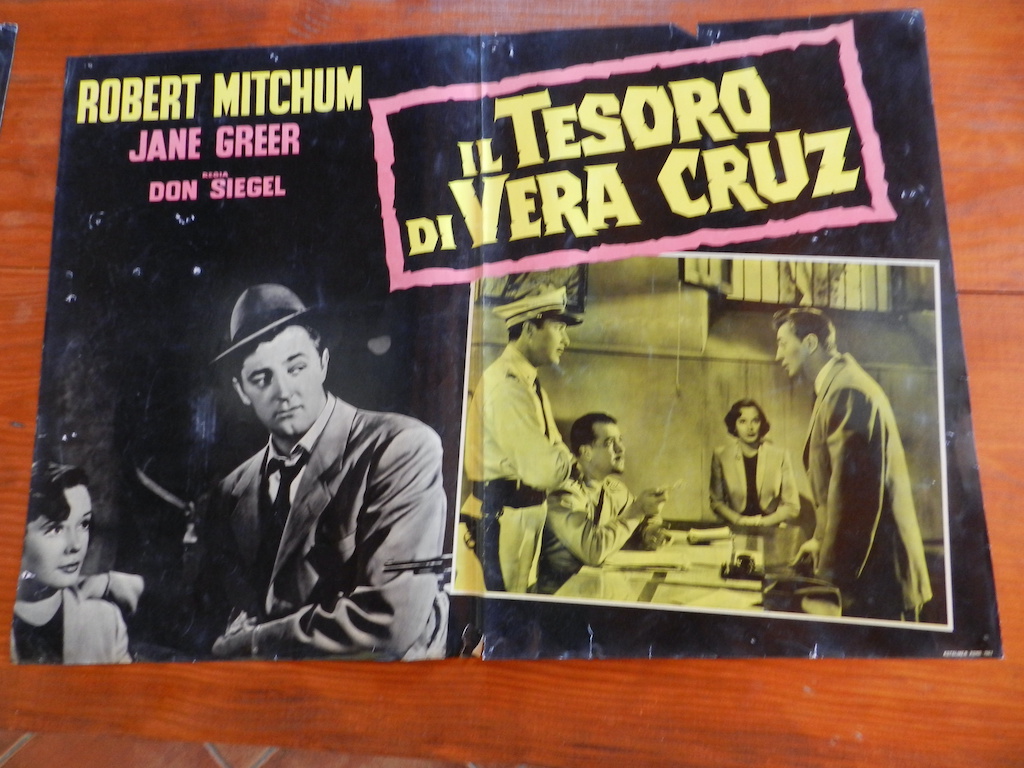 ROBERT MITCHUM
JANE GREER
REGIA
DON SIEGEL
IL TESORO
DI VERA CRUZ